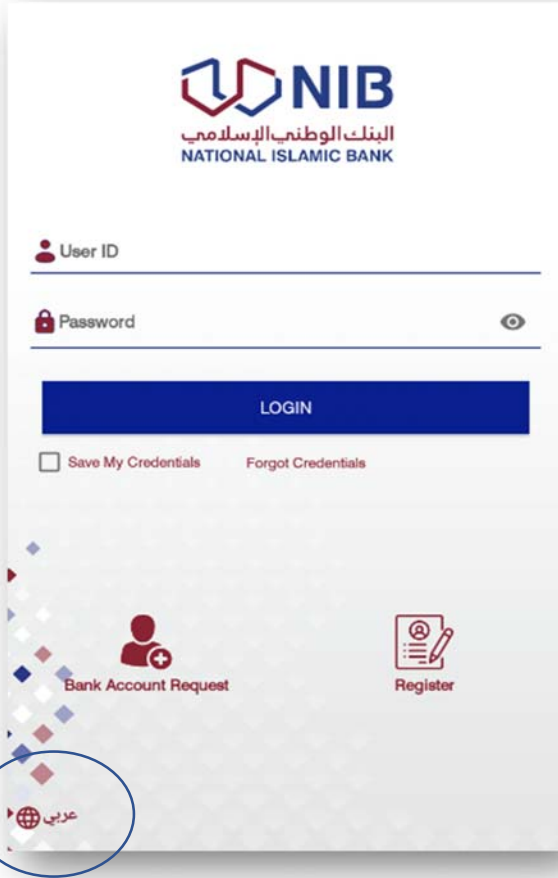 NIB
البنك الوطني الإسلامي
NATIONAL ISLAMIC BANK
User ID
Password
LOGIN
Save My Credentials Forgot Credentials
Bank Account Request Register
عربي